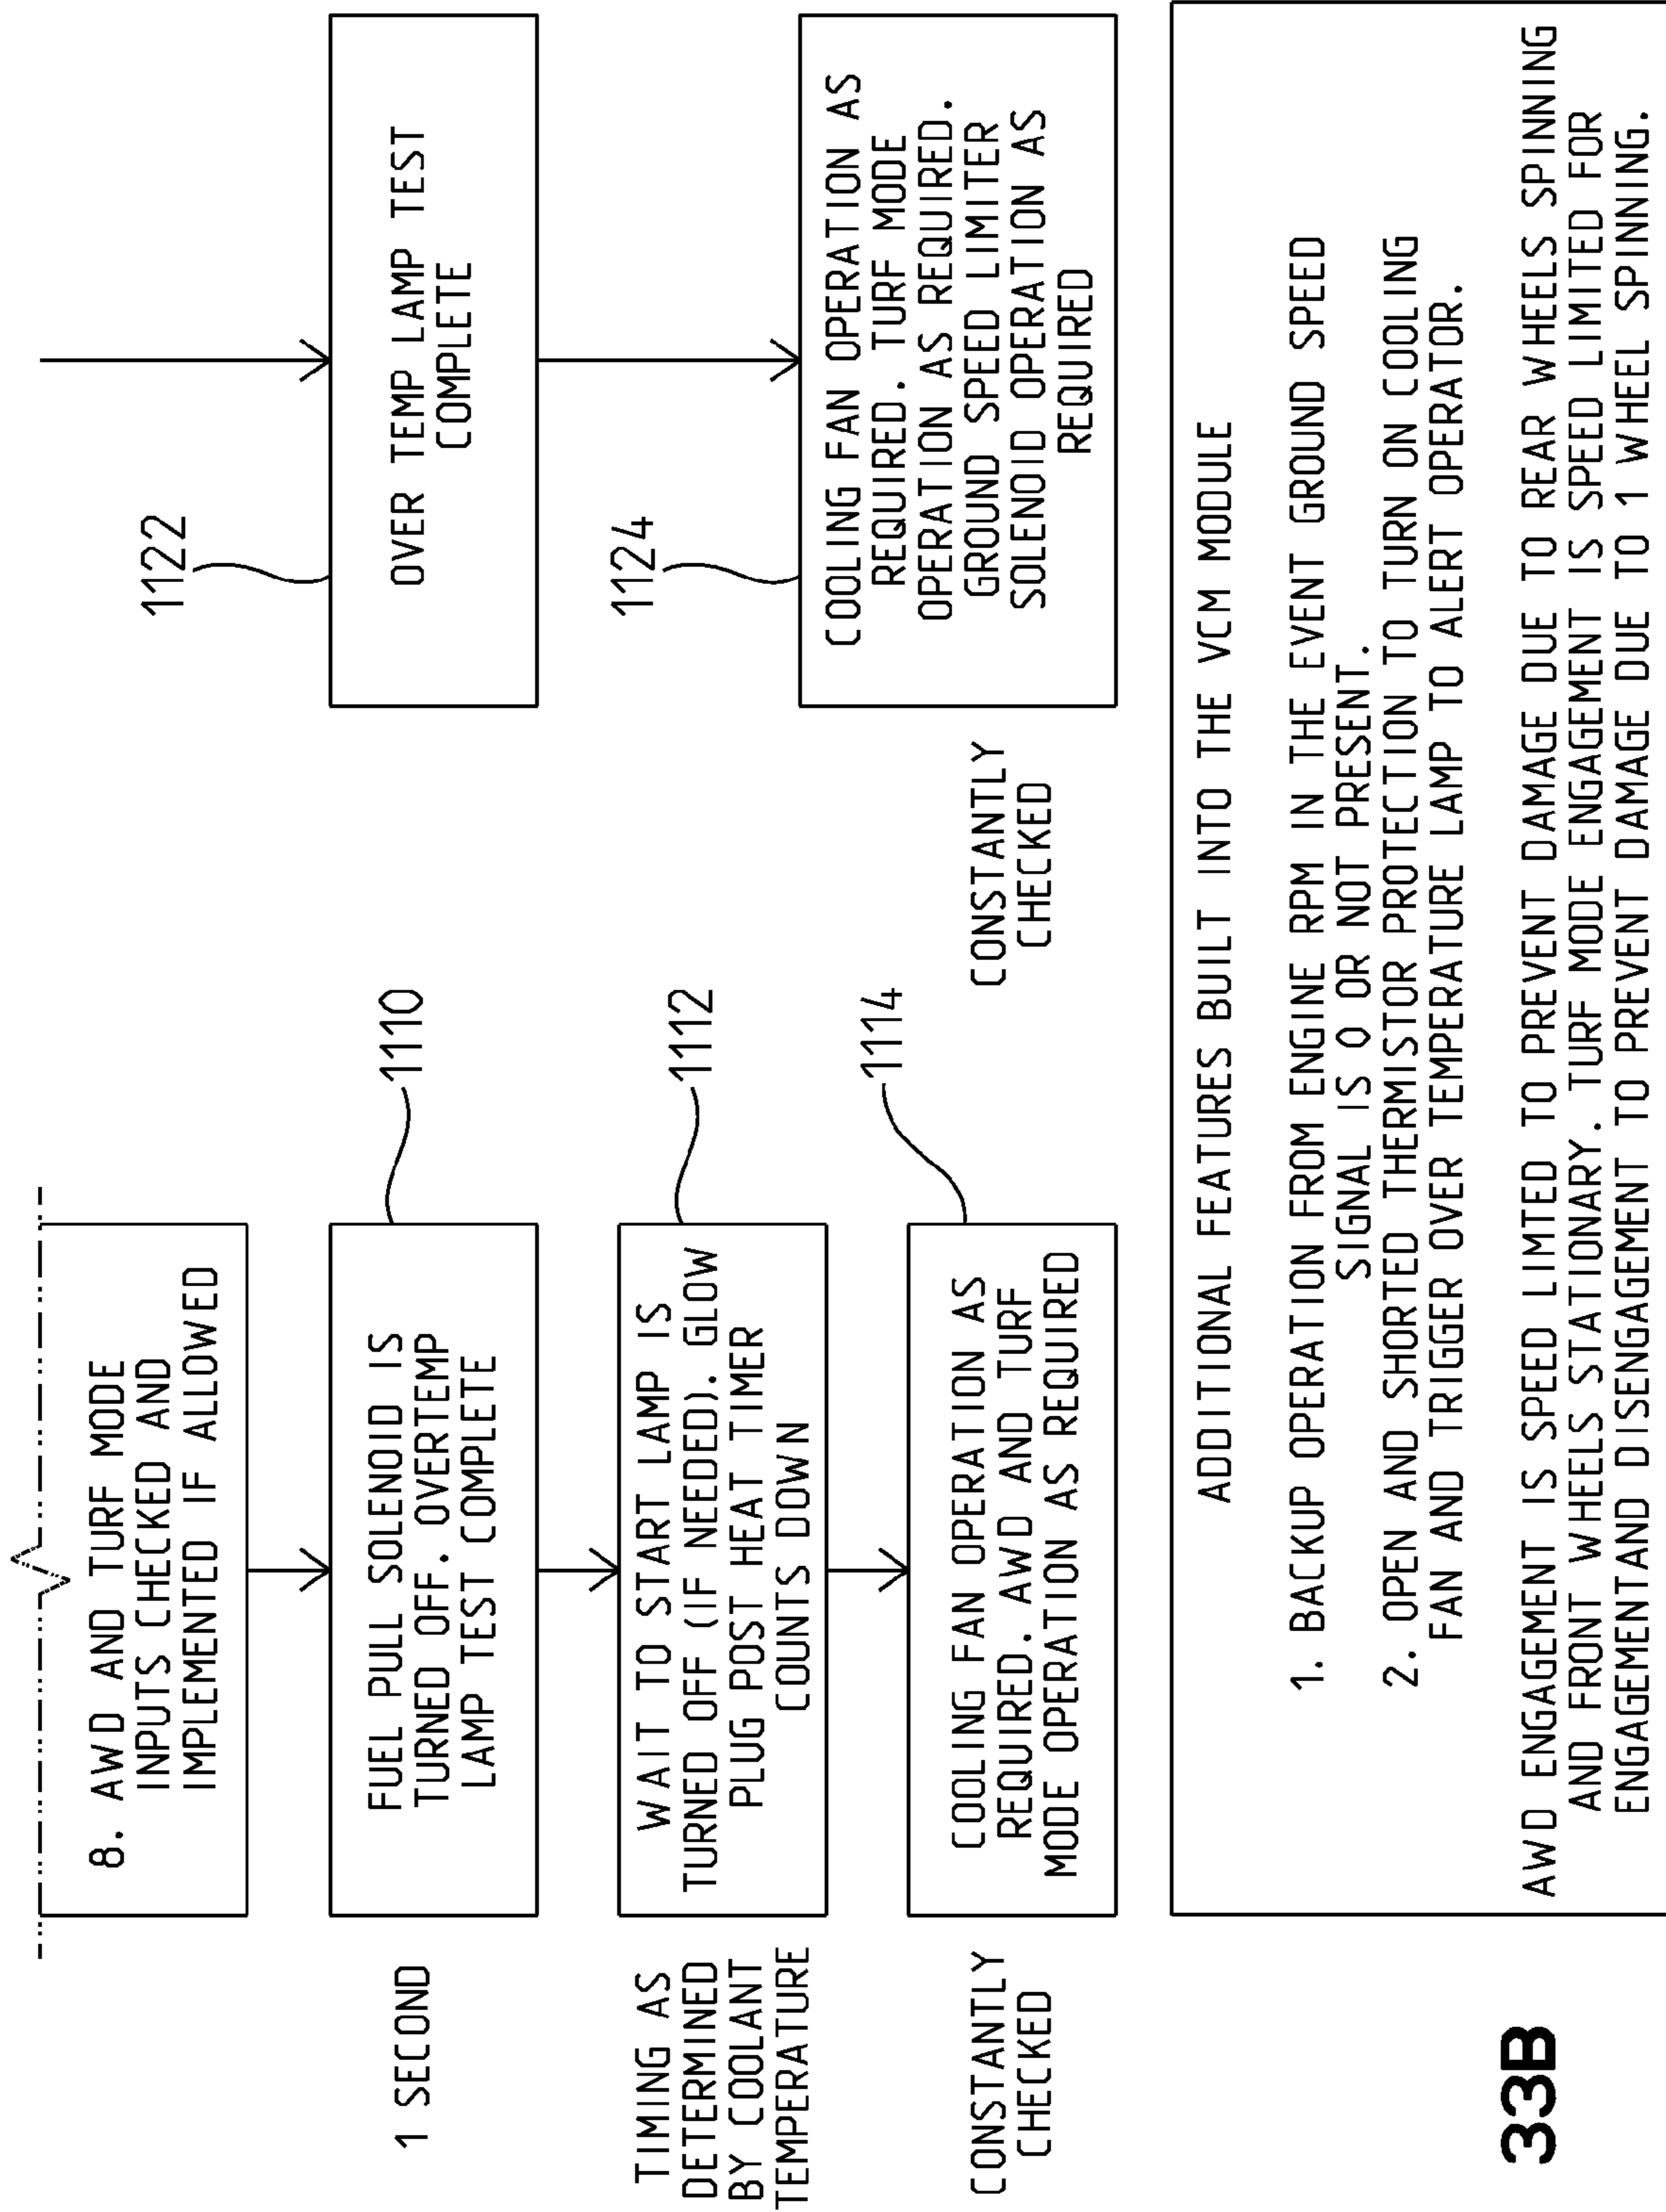 8. AWD AND TURF MODE
INPUTS CHECKED AND
IMPLEMENTED IF ALLOWED
1 SECOND
FUEL PULL SOLENOID IS
TURNED OFF. OVERTEMP
LAMP TEST COMPLETE
1110
TIMING AS
DETERMINED
BY COOLANT
TEMPERATURE
WAIT TO START LAMP IS
TURNED OFF (IF NEEDED). GLOW
PLUG POST HEAT TIMER
COUNTS DOWN
1112
CONSTANTLY
CHECKED
COOLING FAN OPERATION AS
REQUIRED. AWD AND TURF
MODE OPERATION AS REQUIRED
1114
1122
OVER TEMP LAMP TEST
COMPLETE
1124
CONSTANTLY
CHECKED
COOLING FAN OPERATION AS
REQUIRED. TURF MODE
OPERATION AS REQUIRED.
GROUND SPEED LIMITER
SOLENOID OPERATION AS
REQUIRED
ADDITIONAL FEATURES BUILT INTO THE VCM MODULE
1. BACKUP OPERATION FROM ENGINE RPM IN THE EVENT GROUND SPEED
SIGNAL IS 0 OR NOT PRESENT.
2. OPEN AND SHORTED THERMISTOR PROTECTION TO TURN ON COOLING
FAN AND TRIGGER OVER TEMPERATURE LAMP TO ALERT OPERATOR.
AWD ENGAGEMENT IS SPEED LIMTED TO PREVENT DAMAGE DUE TO REAR WHEELS SPINNING
AND FRONT WHEELS STATIONARY. TURF MODE ENGAGEMENT IS SPEED LIMITED FOR
ENGAGEMENTAND DISENGAGEMENT TO PREVENT DAMAGE DUE TO 1 WHEEL SPINNING.
33B